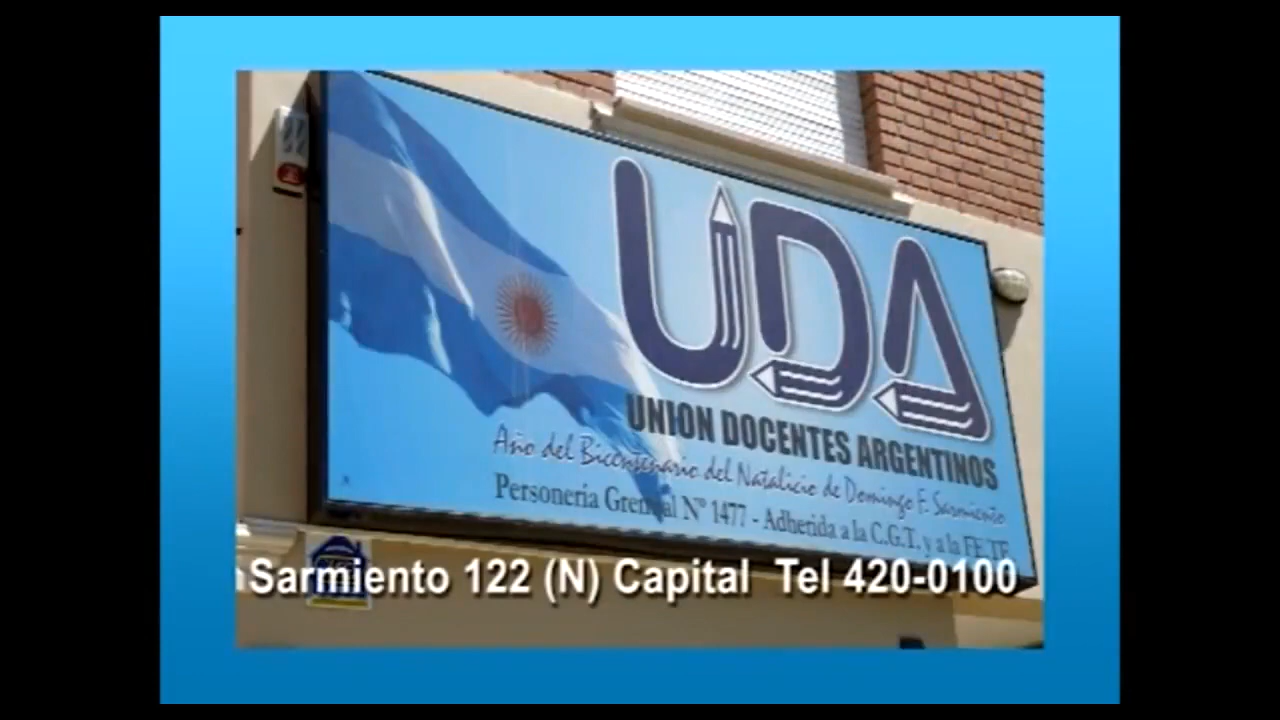 UDA
UNION DOCENTES ARGENTINOS
Año del Bicentenario del Natalicio de Domingo F. Sarmiento
Personería Gremial Nº 1477 - Adherida a la C.G.T. y a la
Sarmiento 122 (N) Capital Tel 420-0100